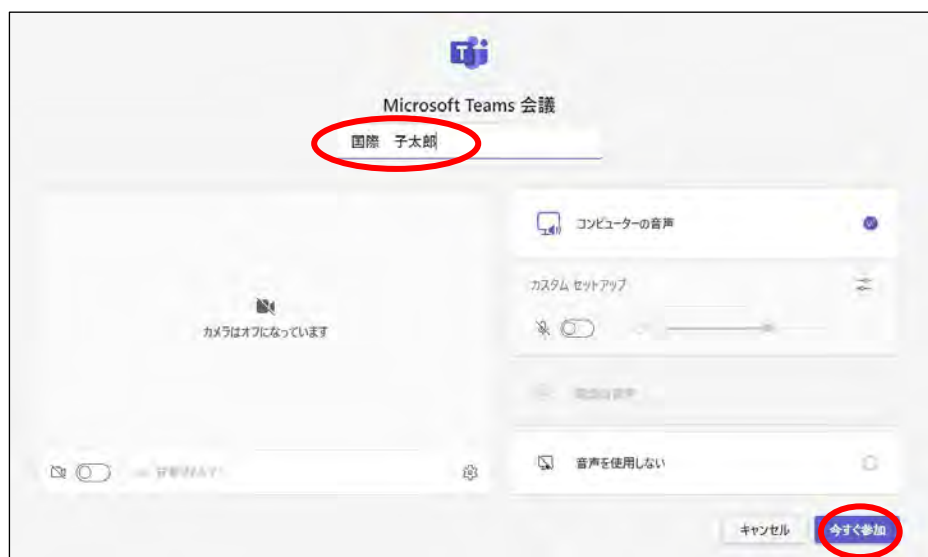 Microsoft Teams 会議
国際 子太郎
コンピューターの音声
カスタム セットアップ
カメラはオフになっています
音声を使用しない
キャンセル
今すぐ参加